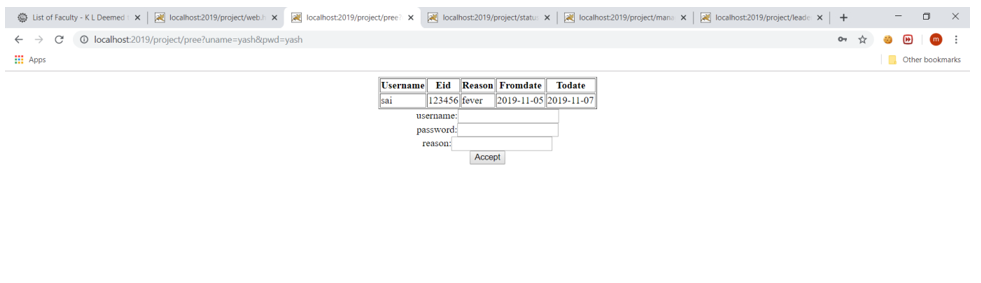 List of Faculty - K L Deemed t
localhost:2019/project/web.h
localhost:2019/project/pree?
localhost:2019/project/status
localhost:2019/project/mana
localhost:2019/project/leade
localhost:2019/project/pree?uname=yash&pwd=yash
m
Apps
Other bookmarks
Username Eid Reason Fromdate Todate
sai 123456 fever 2019-11-05 2019-11-07
username:
password:
reason:
Accept